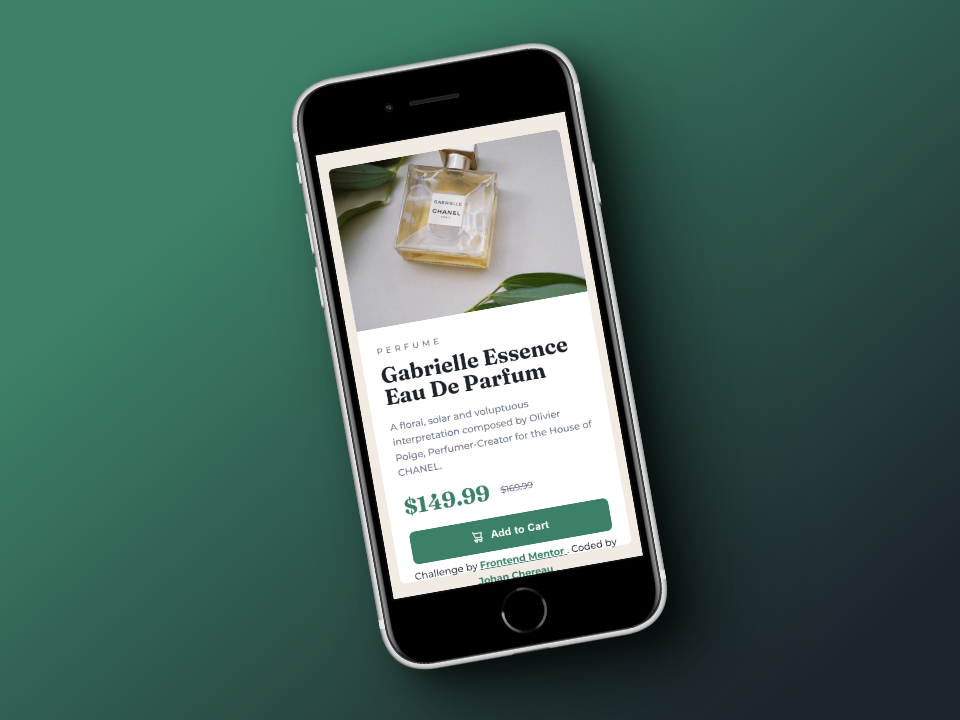 GABRIELLE
CHANEL
PARIS
PERFUME
Gabrielle Essence
Eau De Parfum
A floral, solar and voluptuous
interpretation composed by Olivier
Polge, Perfumer-Creator for the House of
CHANEL.
$149.99 $169.99
Add to Cart
Challenge by Frontend Mentor . Coded by
Johan Chereau